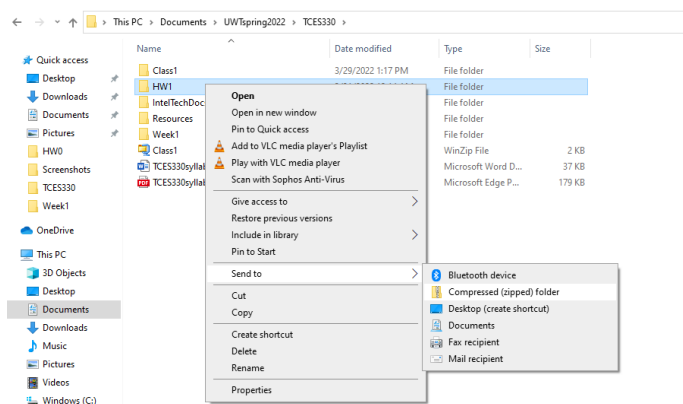 This PC > Documents > UWTspring2022 > TCES330 >
Name Date modified Type Size
Quick access
Desktop
Downloads
Documents
Pictures
HW0
Screenshots
TCES330
Week1
OneDrive
This PC
3D Objects
Desktop
Documents
Downloads
Music
Pictures
Videos
Windows (C:)
Class1 3/29/2022 1:17 PM File folder
HW1 File folder
IntelTechDoc File folder
Resources File folder
Week1 File folder
Class1 WinZip File 2 KB
TCES330syllab Microsoft Word D... 37 KB
TCES330syllab Microsoft Edge P... 179 KB
Open
Open in new window
Pin to Quick access
Add to VLC media player's Playlist
Play with VLC media player
Scan with Sophos Anti-Virus
Give access to
Restore previous versions
Include in library
Pin to Start
Send to
Cut
Copy
Create shortcut
Delete
Rename
Properties
Bluetooth device
Compressed (zipped) folder
Desktop (create shortcut)
Documents
Fax recipient
Mail recipient